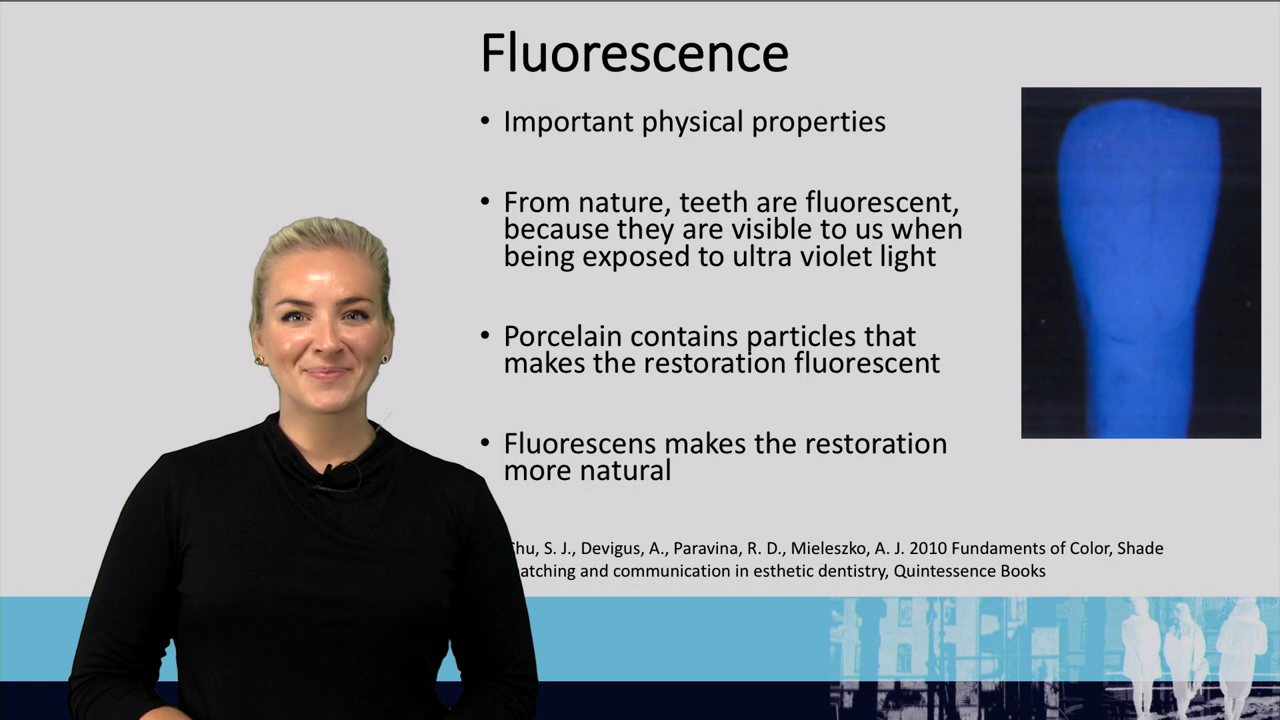 Fluorescence
• Important physical properties
• From nature, teeth are fluorescent,
because they are visible to us when
being exposed to ultra violet light
• Porcelain contains particles that
makes the restoration fluorescent
• Fluorescens makes the restoration
more natural
S. J., Devigus, A., Paravina, R. D., Mieleszko, A. J. 2010 Fundaments of Color, Shade
and communication in esthetic dentistry, Quintessence Books